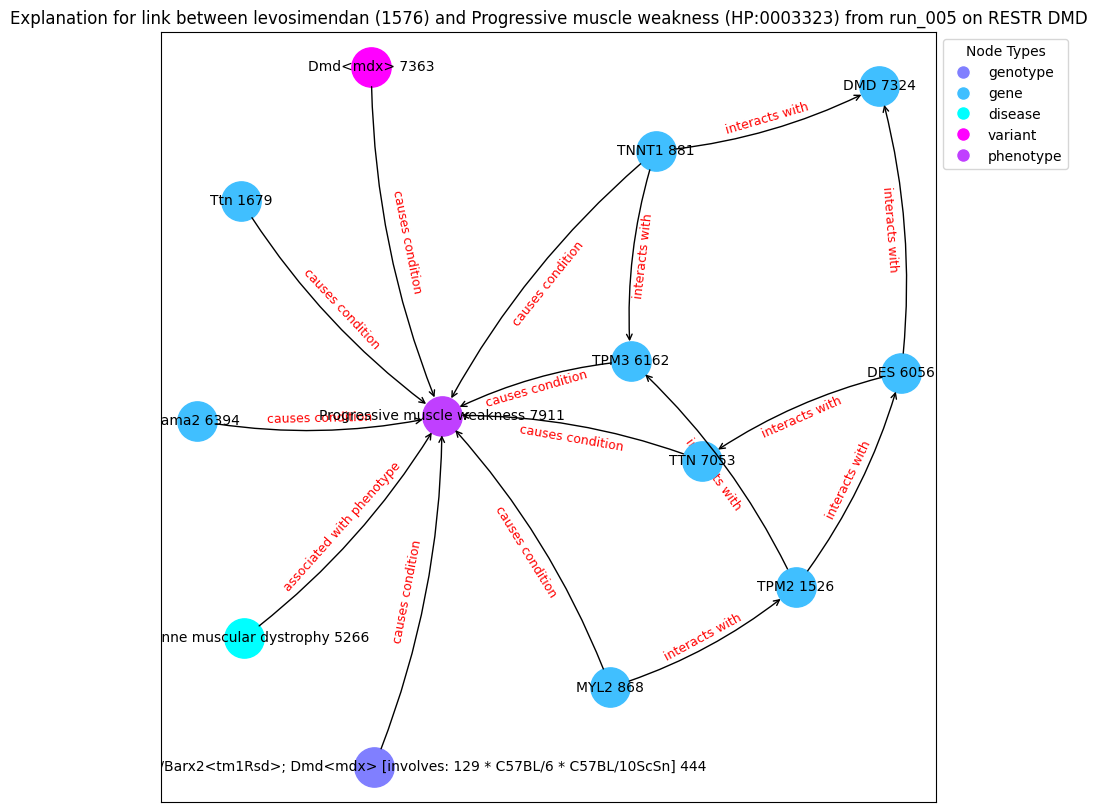 Explanation for link between levosimendan (1576) and Progressive muscle weakness (HP:0003323) from run_005 on RESTR DMD
Node Types
genotype
gene
disease
variant
phenotype
Dmd<mdx> 7363
DMD 7324
interacts with
TNNT1 881
Ttn 1679
causes condition
interacts with
interacts with
causes condition
causes condition
TPM3 6162
DES 6056
causes condition
Progressive muscle weakness 7911
ama2 6394
causes condition
interacts with
causes condition
TTN 7053
interacts with
associated with phenotype
causes condition
causes condition
TPM2 1526
nne muscular dystrophy 5266
interacts with
MYL2 868
/Barx2<tm1Rsd>; Dmd<mdx> [involves: 129 * C57BL/6 * C57BL/10ScSn] 444